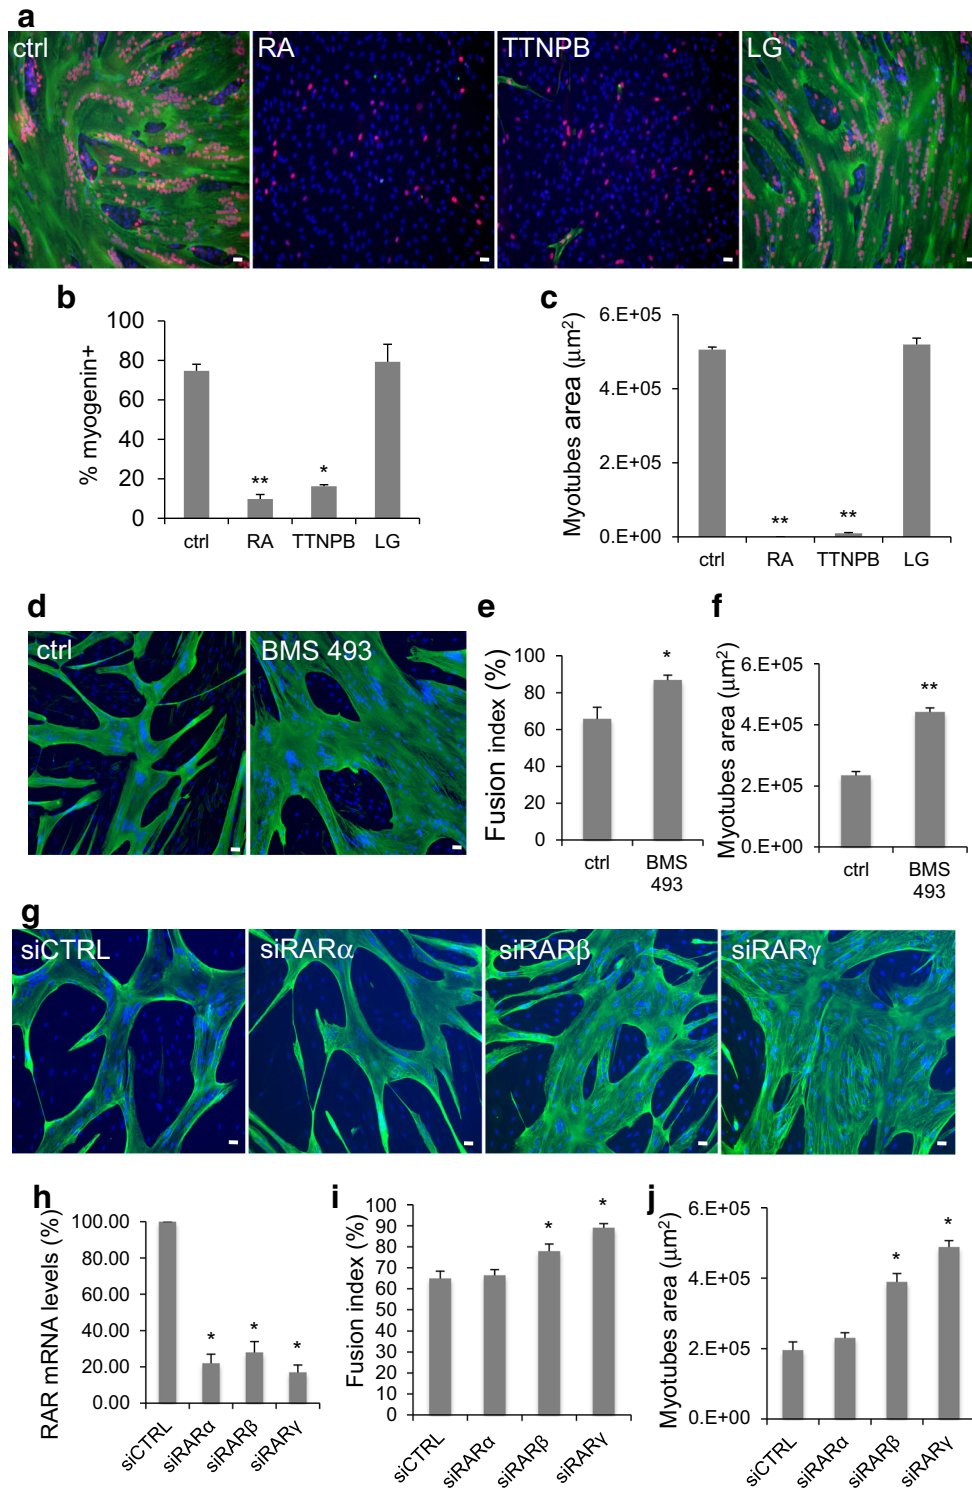 a
ctrl RA TTNPB LG
b
% myogenin+
100
80
60
40
20
0
** *
ctrl RA TTNPB LG
c
Myotubes area (μm²)
6.E+05
4.E+05
2.E+05
0.E+00
** **
ctrl RA TTNPB LG
d
ctrl BMS 493
e
Fusion index (%)
100
80
60
40
20
0
*
ctrl BMS
493
f
Myotubes area (μm²)
6.E+05
4.E+05
2.E+05
0.E+00
**
ctrl BMS
493
g
siCTRL siRARα siRARβ siRARγ
h
RAR mRNA levels (%)
100.00
80.00
60.00
40.00
20.00
0.00
* * *
siCTRL siRARα siRARβ siRARγ
i
Fusion index (%)
100
90
80
70
60
50
40
30
20
10
0
* *
siCTRL siRARα siRARβ siRARγ
j
Myotubes area (μm²)
6.E+05
4.E+05
2.E+05
0.E+00
* *
siCTRL siRARα siRARβ siRARγ